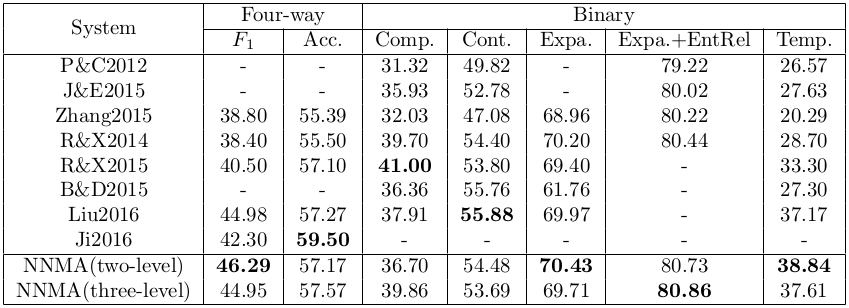 System Four-way Binary
F1 Acc. Comp. Cont. Expa. Expa.+EntRel Temp.
P&C2012 - - 31.32 49.82 - 79.22 26.57
J&E2015 - - 35.93 52.78 - 80.02 27.63
Zhang2015 38.80 55.39 32.03 47.08 68.96 80.22 20.29
R&X2014 38.40 55.50 39.70 54.40 70.20 80.44 28.70
R&X2015 40.50 57.10 41.00 53.80 69.40 - 33.30
B&D2015 - - 36.36 55.76 61.76 - 27.30
Liu2016 44.98 57.27 37.91 55.88 69.97 - 37.17
Ji2016 42.30 59.50 - - - - -
NNMA(two-level) 46.29 57.17 36.70 54.48 70.43 80.73 38.84
NNMA(three-level) 44.95 57.57 39.86 53.69 69.71 80.86 37.61